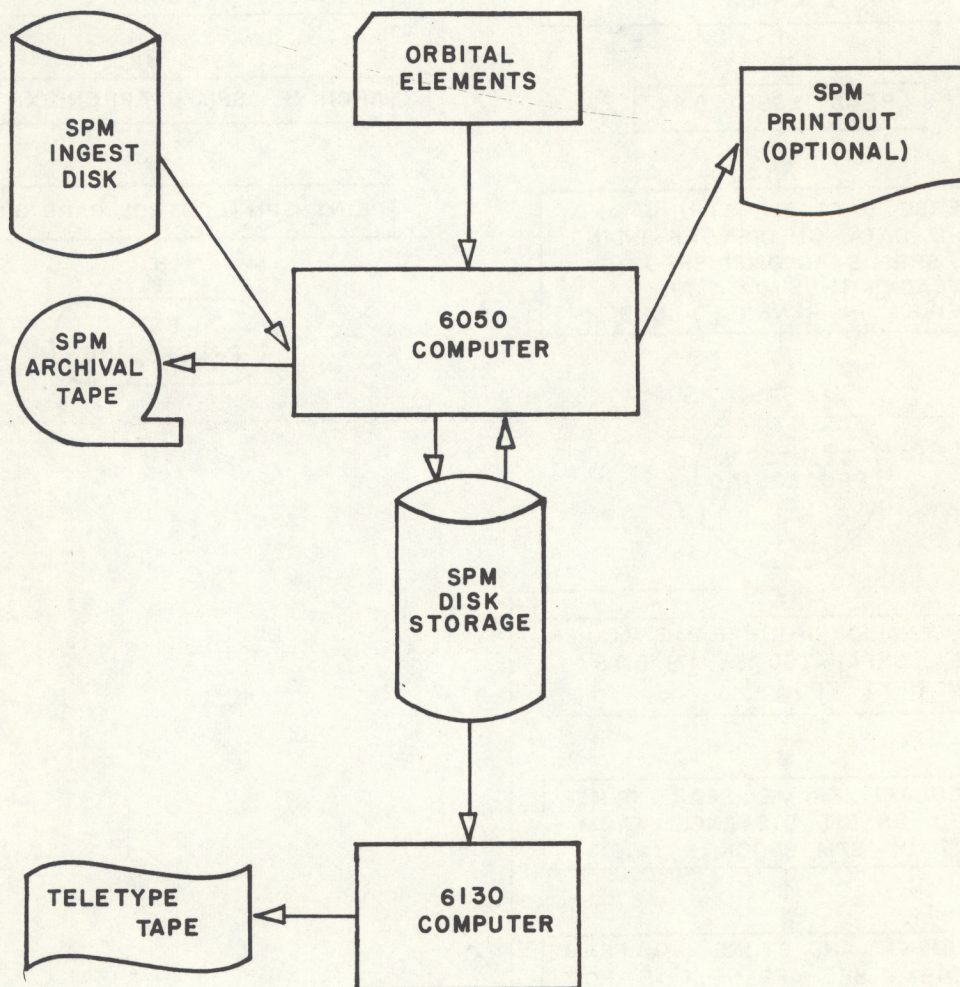 ORBITAL
ELEMENTS
SPM
INGEST
DISK
SPM
PRINTOUT
(OPTIONAL)
6050
COMPUTER
SPM
ARCHIVAL
TAPE
SPM
DISK
STORAGE
6130
COMPUTER
TELETYPE
TAPE